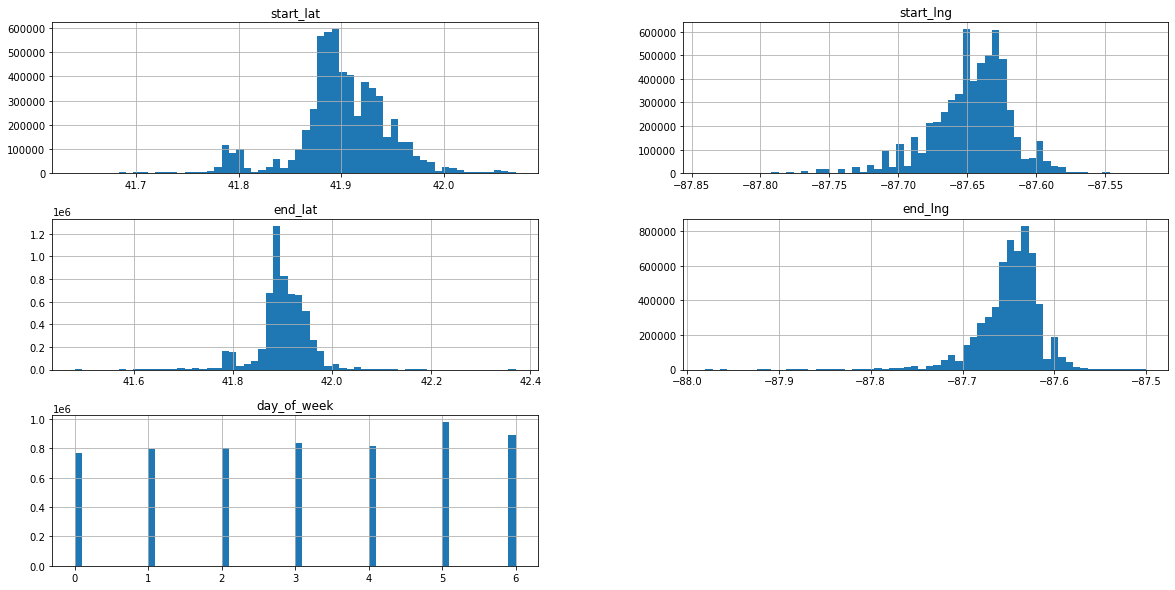 start_lat
600000
500000
400000
300000
200000
100000
0
41.7 41.8 41.9 42.0
start_lng
600000
500000
400000
300000
200000
100000
0
−87.85 −87.80 −87.75 −87.70 −87.65 −87.60 −87.55
end_lat
1e6
1.2
1.0
0.8
0.6
0.4
0.2
0.0
41.6 41.8 42.0 42.2 42.4
end_lng
800000
600000
400000
200000
0
−88.0 −87.9 −87.8 −87.7 −87.6 −87.5
day_of_week
1e6
1.0
0.8
0.6
0.4
0.2
0.0
0 1 2 3 4 5 6